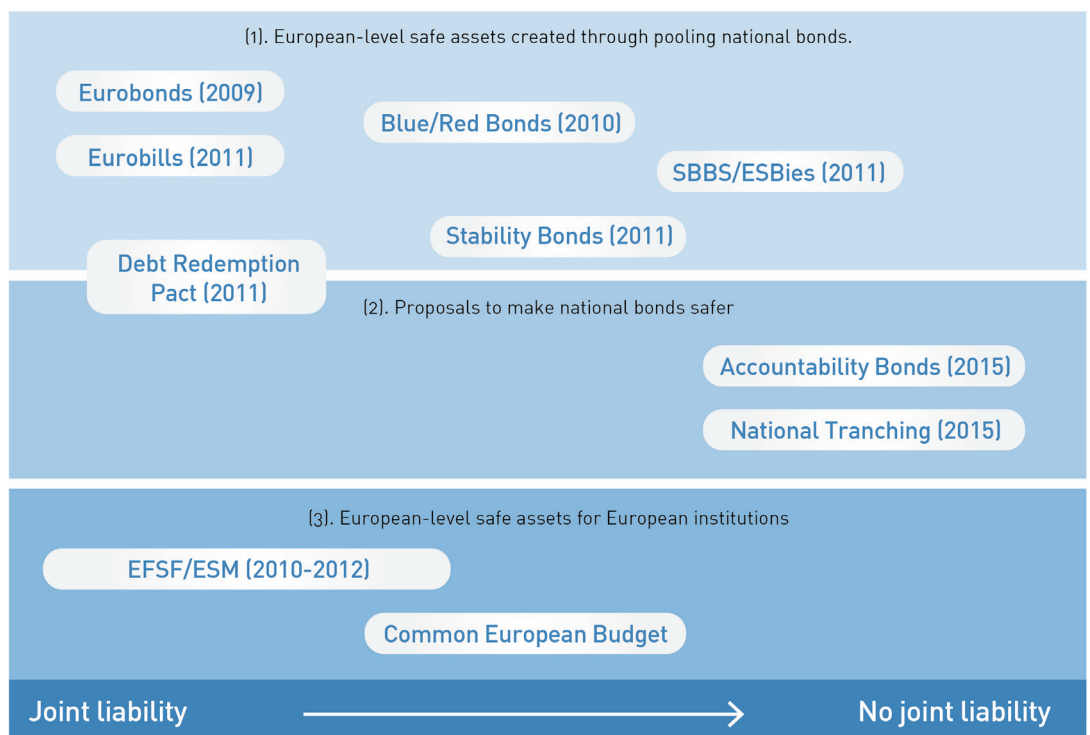 (1). European-level safe assets created through pooling national bonds.
Eurobonds (2009)
Blue/Red Bonds (2010)
Eurobills (2011)
SBBS/ESBies (2011)
Stability Bonds (2011)
Debt Redemption
Pact (2011)
(2). Proposals to make national bonds safer
Accountability Bonds (2015)
National Tranching (2015)
(3). European-level safe assets for European institutions
EFSF/ESM (2010-2012)
Common European Budget
Joint liability
No joint liability